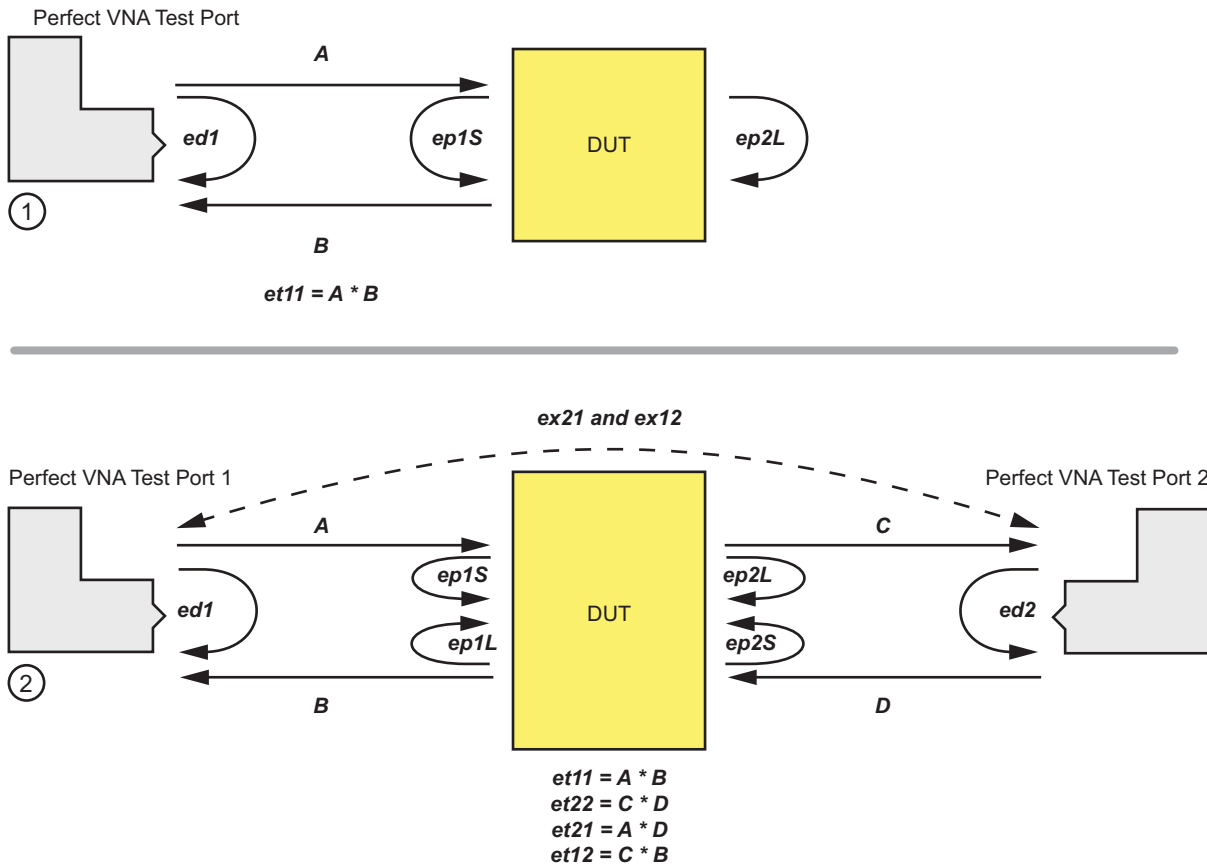 Perfect VNA Test Port
A
ed1
ep1S
DUT
ep2L
1
B
et11 = A * B
ex21 and ex12
Perfect VNA Test Port 1
Perfect VNA Test Port 2
A
C
ep1S
ep2L
ed1
DUT
ed2
ep1L
ep2S
2
B
D
et11 = A * B
et22 = C * D
et21 = A * D
et12 = C * B